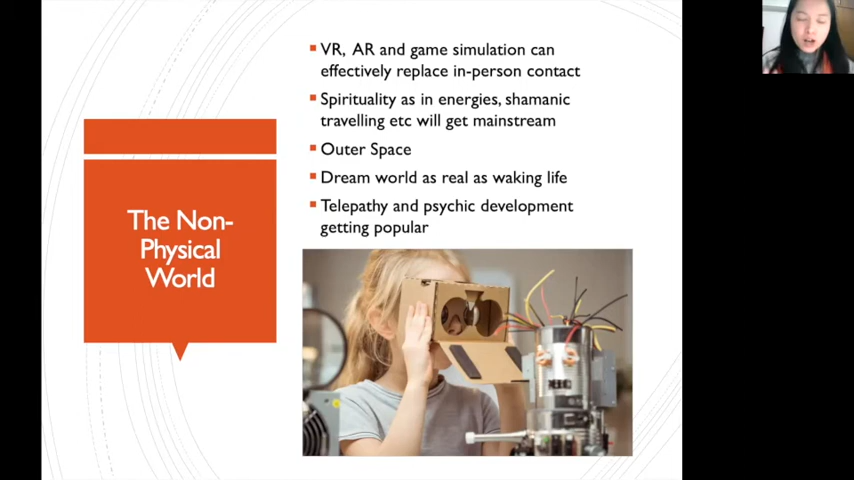 The Non-
Physical
World
VR, AR and game simulation can
effectively replace in-person contact
Spirituality as in energies, shamanic
travelling etc will get mainstream
Outer Space
Dream world as real as waking life
Telepathy and psychic development
getting popular